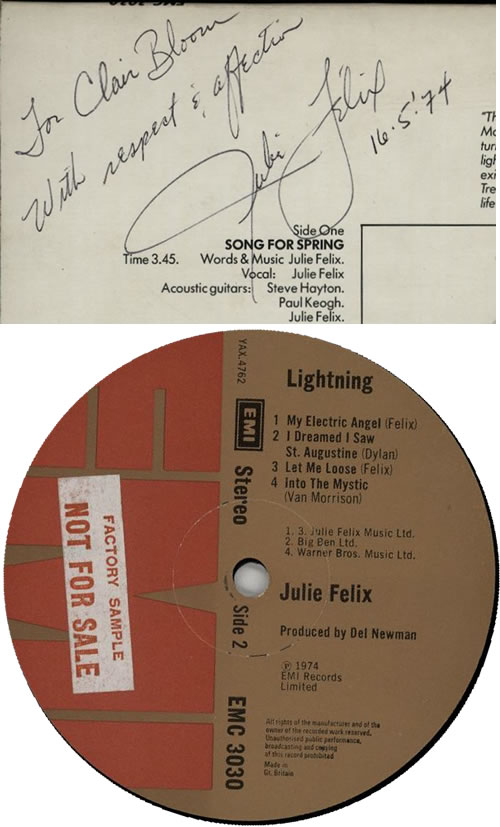 For Clair Bloom
With respect & affection
Julie Felix
16.5.'74
tur
exi
Tre
life
Side One
SONG FOR SPRING
Time 3.45. Words & Music Julie Felix.
Vocal: Julie Felix
Acoustic guitars: Steve Hayton.
Paul Keogh.
Julie Felix.
YAX.4762
EMI
Stereo
Side 2
EMC 3030
FACTORY SAMPLE
NOT FOR SALE
Lightning
1 My Electric Angel (Felix)
2 I Dreamed I Saw
St. Augustine (Dylan)
3 Let Me Loose (Felix)
4 Into The Mystic
(Van Morrison)
1. 3. Julie Felix Music Ltd.
2. Big Ben Ltd.
4. Warner Bros. Music Ltd.
Julie Felix
Produced by Del Newman
℗ 1974
EMI Records
Limited
All rights of the manufacturer and of the
owner of the recorded work reserved.
Unauthorised public performance,
broadcasting and copying
of this record prohibited
Made in
Gt. Britain